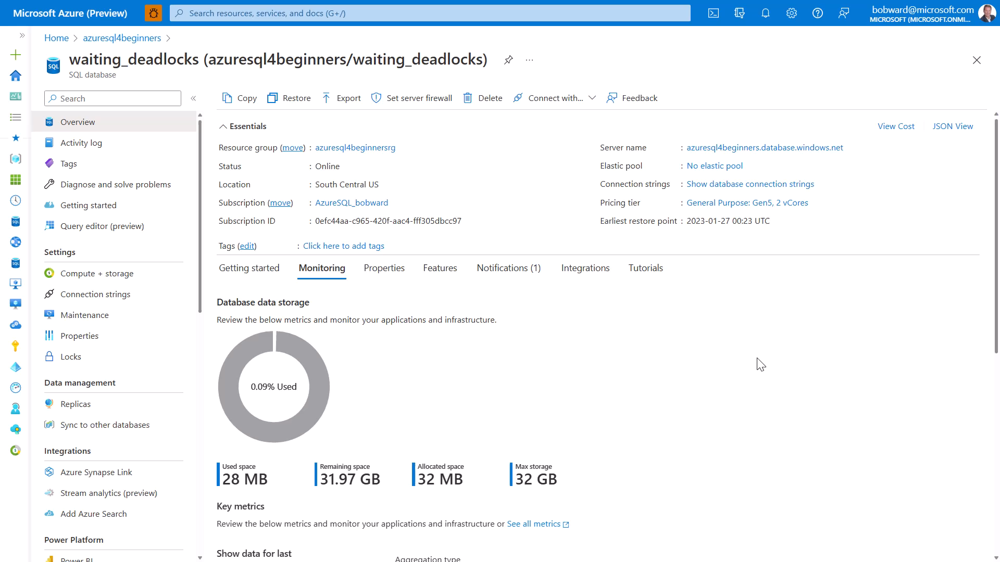 Microsoft Azure (Preview)
Search resources, services, and docs (G+/)
bobward@microsoft.com
MICROSOFT (MICROSOFT.ONMI...
Home
azuresql4beginners
waiting_deadlocks (azuresql4beginners/waiting_deadlocks)
SQL database
Search
Copy
Restore
Export
Set server firewall
Delete
Connect with...
Feedback
Overview
Activity log
Tags
Diagnose and solve problems
Getting started
Query editor (preview)
Settings
Compute + storage
Connection strings
Maintenance
Properties
Locks
Data management
Replicas
Sync to other databases
Integrations
Azure Synapse Link
Stream analytics (preview)
Add Azure Search
Power Platform
Power BI
Essentials
View Cost
JSON View
Resource group (move) : azuresql4beginnersrg
Status : Online
Location : South Central US
Subscription (move) : AzureSQL_bobward
Subscription ID : 0efc44aa-c965-420f-aac4-fff305dbcc97
Server name : azuresql4beginners.database.windows.net
Elastic pool : No elastic pool
Connection strings : Show database connection strings
Pricing tier : General Purpose: Gen5, 2 vCores
Earliest restore point : 2023-01-27 00:23 UTC
Tags (edit) : Click here to add tags
Getting started
Monitoring
Properties
Features
Notifications (1)
Integrations
Tutorials
Database data storage
Review the below metrics and monitor your applications and infrastructure.
0.09% Used
Used space
28 MB
Remaining space
31.97 GB
Allocated space
32 MB
Max storage
32 GB
Key metrics
Review the below metrics and monitor your applications and infrastructure or See all metrics
Show data for last
Aggregation type